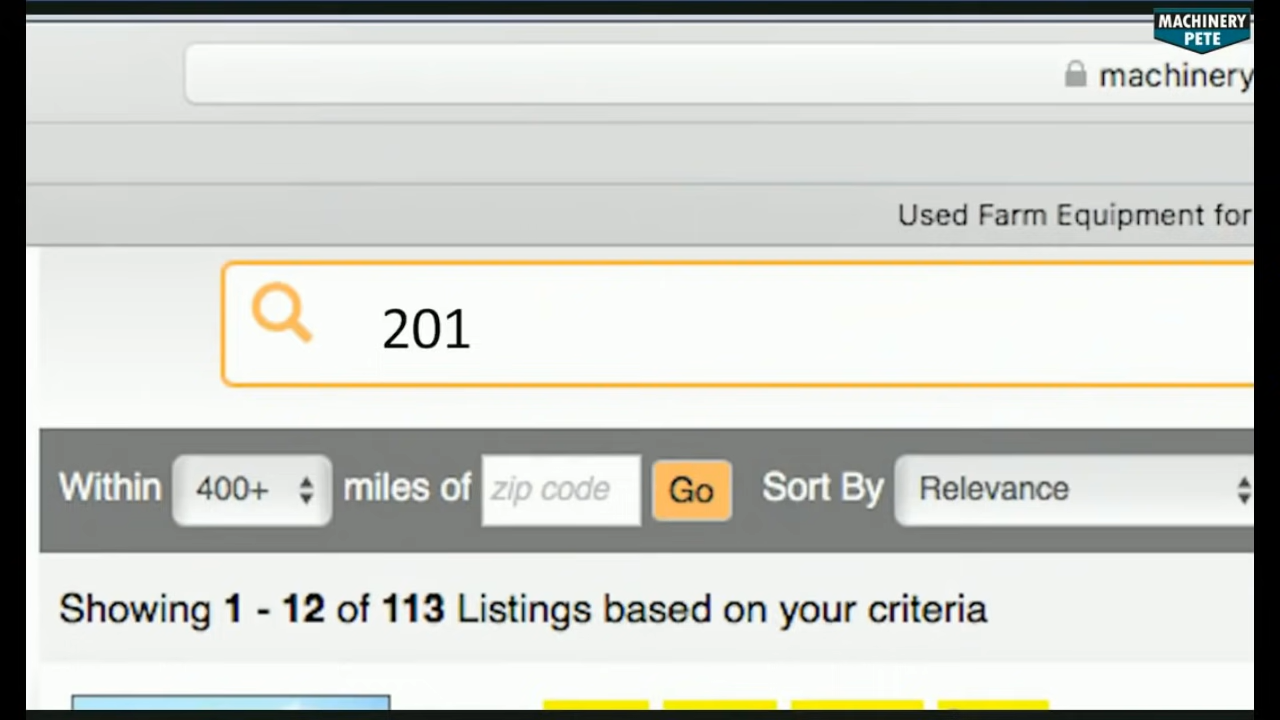 MACHINERY
PETE
machinery
Used Farm Equipment for
201
Within 400+ miles of zip code Go Sort By Relevance
Showing 1 - 12 of 113 Listings based on your criteria